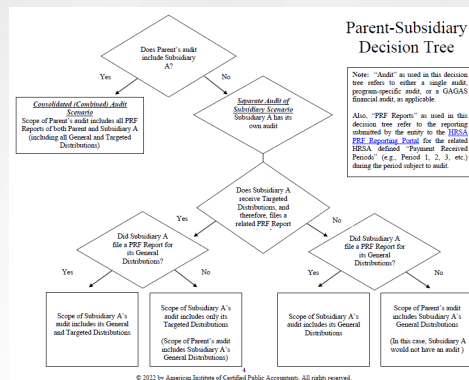 Parent-Subsidiary
Decision Tree
Does Parent's audit
include Subsidiary
A?
Yes
No
Consolidated (Combined) Audit
Scenario
Scope of Parent's audit includes all PRF
Reports of both Parent and Subsidiary A
(including all General and Targeted
Distributions)
Separate Audit of
Subsidiary Scenario
Subsidiary A has its
own audit
Note: "Audit" as used in this decision
tree refers to either a single audit,
program-specific audit, or a GAGAS
financial audit, as applicable.
Also, "PRF Reports" as used in this
decision tree refer to the reporting
submitted by the entity to the HRSA
PRF Reporting Portal for the related
HRSA defined "Payment Received
Periods" (e.g., Period 1, 2, 3, etc.)
during the period subject to audit.
Does Subsidiary A
receive Targeted
Distributions, and
therefore, files a
related PRF Report
Yes
No
Did Subsidiary A
file a PRF Report for
its General
Distributions?
Yes
No
Did Subsidiary A
file a PRF Report for
its General
Distributions?
Yes
No
Scope of Subsidiary A's
audit includes its General
and Targeted Distributions
Scope of Subsidiary A's
audit includes only its
Targeted Distributions
(Scope of Parent's audit
includes Subsidiary A's
General Distributions)
Scope of Subsidiary A's
audit includes its General
Distributions
Scope of Parent's audit
includes Subsidiary A's
General Distributions
(In this case, Subsidiary A
would not have an audit )
4
© 2022 by American Institute of Certified Public Accountants. All rights reserved.